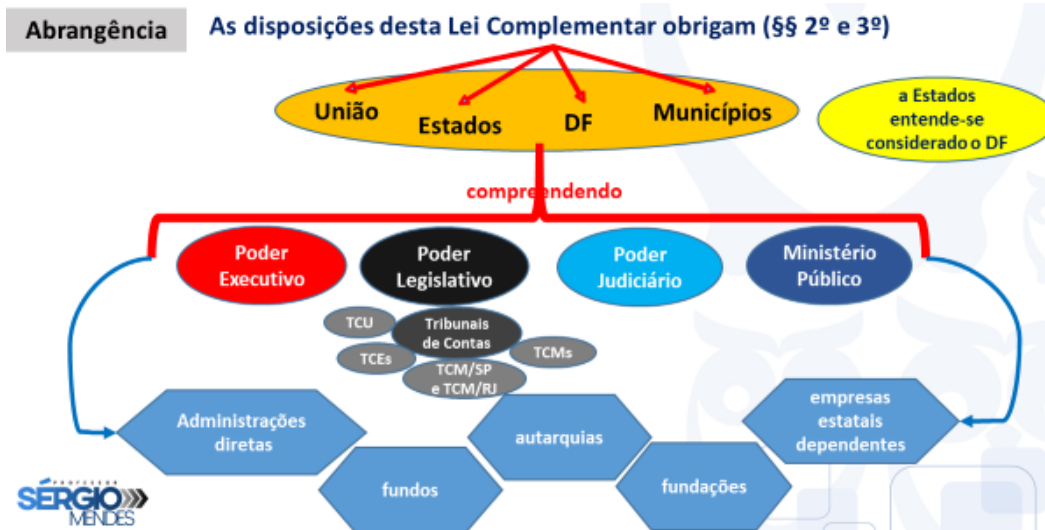 Abrangência
As disposições desta Lei Complementar obrigam (§§ 2º e 3º)
União
Estados
DF
Municípios
a Estados
entende-se
considerado o DF
compreendendo
Poder
Executivo
Poder
Legislativo
Poder
Judiciário
Ministério
Público
TCU
Tribunais
de Contas
TCEs
TCMs
TCM/SP
e TCM/RJ
Administrações
diretas
fundos
autarquias
fundações
empresas
estatais
dependentes
PROFESSOR
SÉRGIO
MENDES